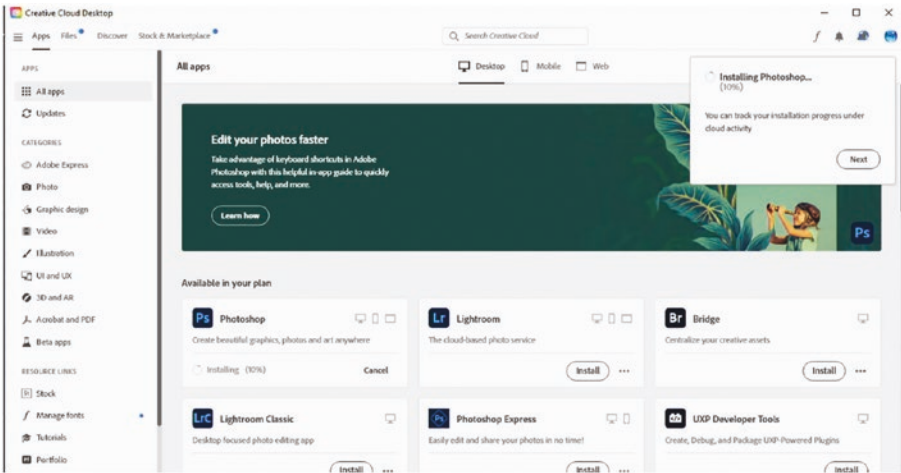 Creative Cloud Desktop
Apps Files Discover Stock & Marketplace
Search Creative Cloud
APPS
All apps
Updates
CATEGORIES
Adobe Express
Photo
Graphic design
Video
Illustration
UI and UX
3D and AR
Acrobat and PDF
Beta apps
RESOURCE LINKS
Stock
Manage fonts
Tutorials
Portfolio
All apps
Desktop Mobile Web
Installing Photoshop...
(10%)
You can track your installation progress under
cloud activity
Next
Edit your photos faster
Take advantage of keyboard shortcuts in Adobe
Photoshop with this helpful in-app guide to quickly
access tools, help, and more.
Learn how
Ps
Available in your plan
Ps Photoshop
Create beautiful graphics, photos and art anywhere
Installing (10%) Cancel
Lr Lightroom
The cloud-based photo service
Install
Br Bridge
Centralize your creative assets
Install
LrC Lightroom Classic
Desktop focused photo editing app
Install
Ps Photoshop Express
Easily edit and share your photos in no time!
Install
UXP Developer Tools
Create, Debug, and Package UXP-Powered Plugins
Install